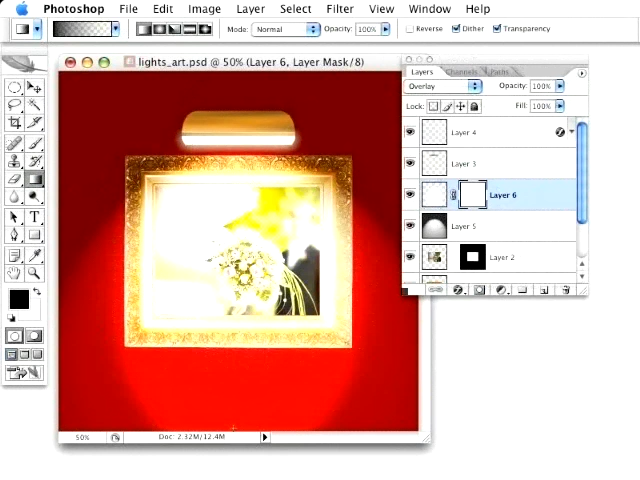 Photoshop File Edit Image Layer Select Filter View Window Help
Mode: Normal Opacity: 100% Reverse Dither Transparency
lights_art.psd @ 50% (Layer 6, Layer Mask/8)
Layers Channels Paths
Overlay Opacity: 100%
Lock: Fill: 100%
Layer 4
Layer 3
Layer 6
Layer 5
Layer 2
T
50% Doc: 2.32M/12.4M